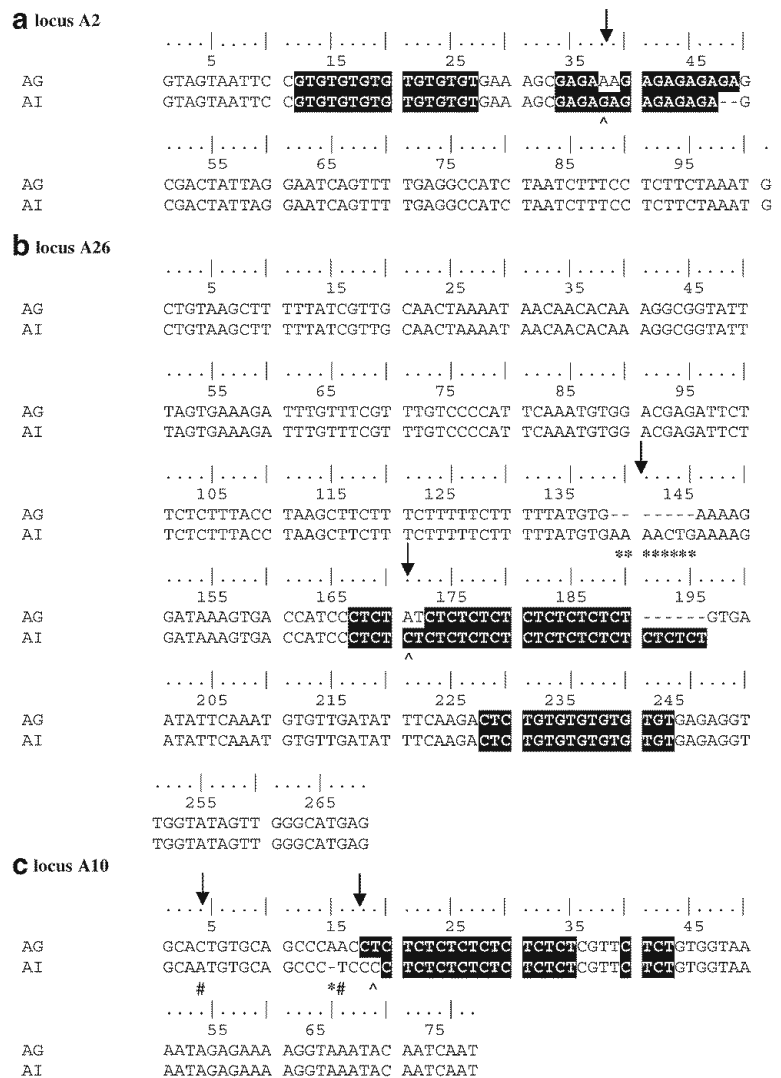 a locus A2
....|....| ....|....| ....|....| ....|....| ....|....|
5 15 25 35 45
AG GTAGTAATTC CGTGTGTGTG TGTGTGTGAA AGCGAGAAAG AGAGAGAGAG
AI GTAGTAATTC CGTGTGTGTG TGTGTGTGAA AGCGAGAGAG AGAGAGA--G
^
....|....| ....|....| ....|....| ....|....| ....|....| .
55 65 75 85 95
AG CGACTATTAG GAATCAGTTT TGAGGCCATC TAATCTTTCC TCTTCTAAAT G
AI CGACTATTAG GAATCAGTTT TGAGGCCATC TAATCTTTCC TCTTCTAAAT G
b locus A26
....|....| ....|....| ....|....| ....|....| ....|....|
5 15 25 35 45
AG CTGTAAGCTT TTTATCGTTG CAACTAAAAT AACAACACAA AGGCGGTATT
AI CTGTAAGCTT TTTATCGTTG CAACTAAAAT AACAACACAA AGGCGGTATT
....|....| ....|....| ....|....| ....|....| ....|....|
55 65 75 85 95
AG TAGTGAAAGA TTTGTTTCGT TTGTCCCCAT TCAAATGTGG ACGAGATTCT
AI TAGTGAAAGA TTTGTTTCGT TTGTCCCCAT TCAAATGTGG ACGAGATTCT
....|....| ....|....| ....|....| ....|....| ....|....|
105 115 125 135 145
AG TCTCTTTACC TAAGCTTCTT TCTTTTTCTT TTTATGTG-- ------AAAAG
AI TCTCTTTACC TAAGCTTCTT TCTTTTTCTT TTTATGTGAA AACTGAAAAG
** ******
....|....| ....|....| ....|....| ....|....| ....|....|
155 165 175 185 195
AG GATAAAGTGA CCATCCCTCT ATCTCTCTCT CTCTCTCTCT ------GTGA
AI GATAAAGTGA CCATCCCTCT CTCTCTCTCT CTCTCTCTCT CTCTCT
^
....|....| ....|....| ....|....| ....|....| ....|....|
205 215 225 235 245
AG ATATTCAAAT GTGTTGATAT TTCAAGACTC TGTGTGTGTG TGTGAGAGGT
AI ATATTCAAAT GTGTTGATAT TTCAAGACTC TGTGTGTGTG TGTGAGAGGT
....|....| ....|....
255 265
TGGTATAGTT GGGCATGAG
TGGTATAGTT GGGCATGAG
c locus A10
....|....| ....|....| ....|....| ....|....| ....|....|
5 15 25 35 45
AG GCACTGTGCA GCCCAACCTC TCTCTCTCTC TCTCTCGTTC TCTGTGGTAA
AI GCAATGTGCA GCCC-TCCCC TCTCTCTCTC TCTCTCGTTC TCTGTGGTAA
# *# ^
....|....| ....|....| ....|..
55 65 75
AG AATAGAGAAA AGGTAAATAC AATCAAT
AI AATAGAGAAA AGGTAAATAC AATCAAT